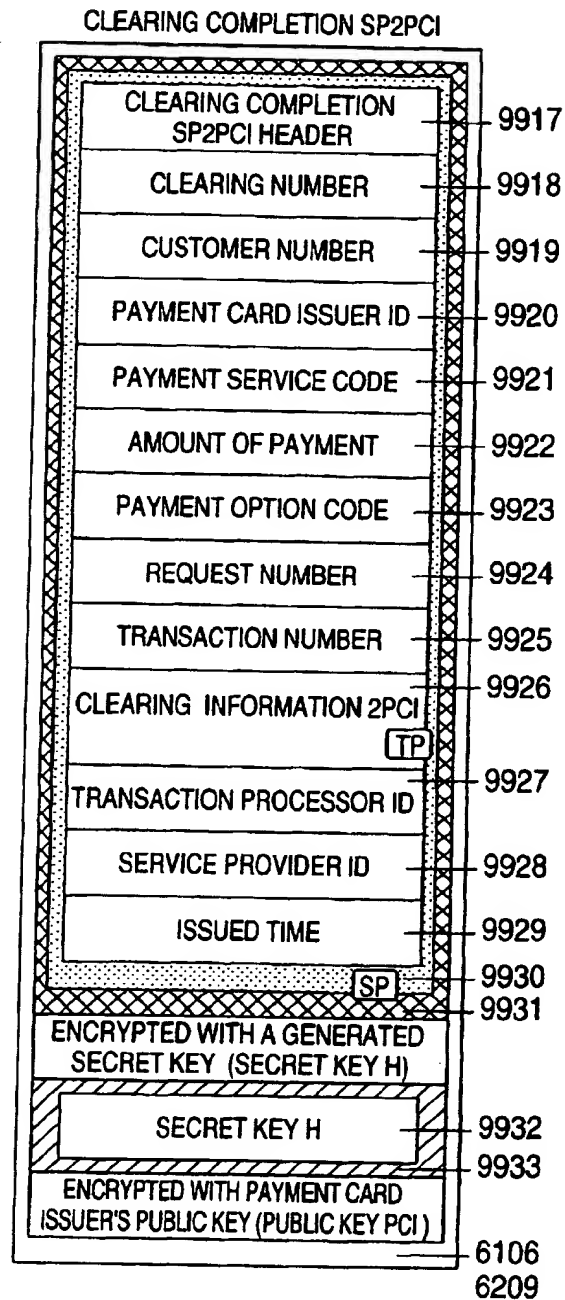 CLEARING COMPLETION SP2PCI
CLEARING COMPLETION
SP2PCI HEADER
9917
CLEARING NUMBER
9918
CUSTOMER NUMBER
9919
PAYMENT CARD ISSUER ID
9920
PAYMENT SERVICE CODE
9921
AMOUNT OF PAYMENT
9922
PAYMENT OPTION CODE
9923
REQUEST NUMBER
9924
TRANSACTION NUMBER
9925
9926
CLEARING INFORMATION 2PCI
TP
9927
TRANSACTION PROCESSOR ID
SERVICE PROVIDER ID
9928
ISSUED TIME
9929
9930
SP
9931
ENCRYPTED WITH A GENERATED
SECRET KEY (SECRET KEY H)
SECRET KEY H
9932
9933
ENCRYPTED WITH PAYMENT CARD
ISSUER'S PUBLIC KEY (PUBLIC KEY PCI)
6106
6209